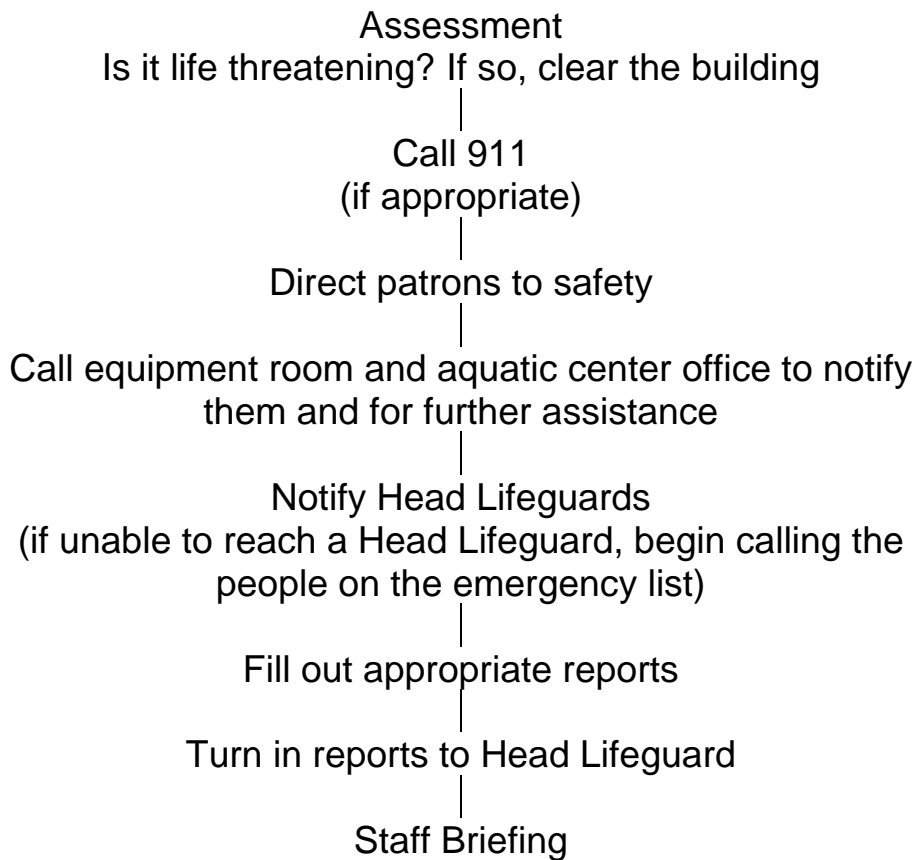 Assessment
Is it life threatening? If so, clear the building
Call 911
(if appropriate)
Direct patrons to safety
Call equipment room and aquatic center office to notify
them and for further assistance
Notify Head Lifeguards
(if unable to reach a Head Lifeguard, begin calling the
people on the emergency list)
Fill out appropriate reports
Turn in reports to Head Lifeguard
Staff Briefing